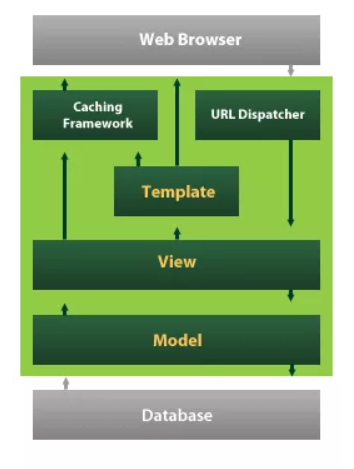 Web Browser
Caching
Framework
URL Dispatcher
Template
View
Model
Database